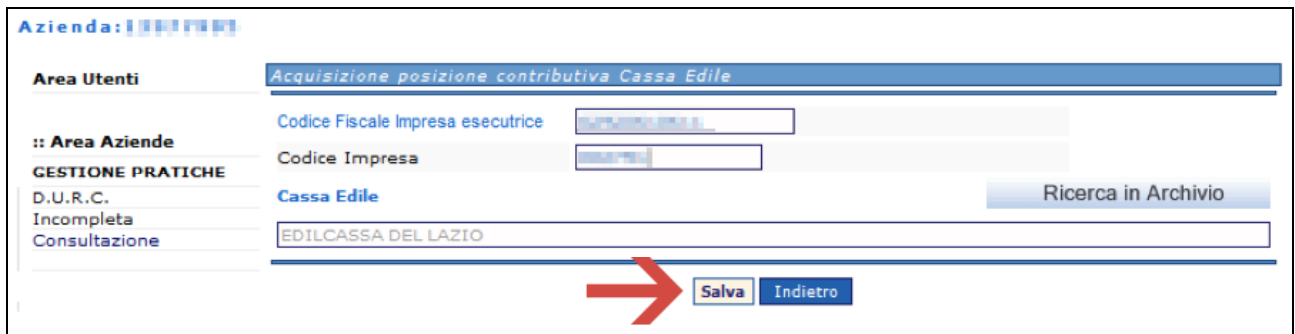 Azienda:
Area Utenti
Acquisizione posizione contributiva Cassa Edile
Codice Fiscale Impresa esecutrice
:: Area Aziende
Codice Impresa
GESTIONE PRATICHE
D.U.R.C.
Cassa Edile
Ricerca in Archivio
Incompleta
Consultazione
EDILCASSA DEL LAZIO
Salva
Indietro